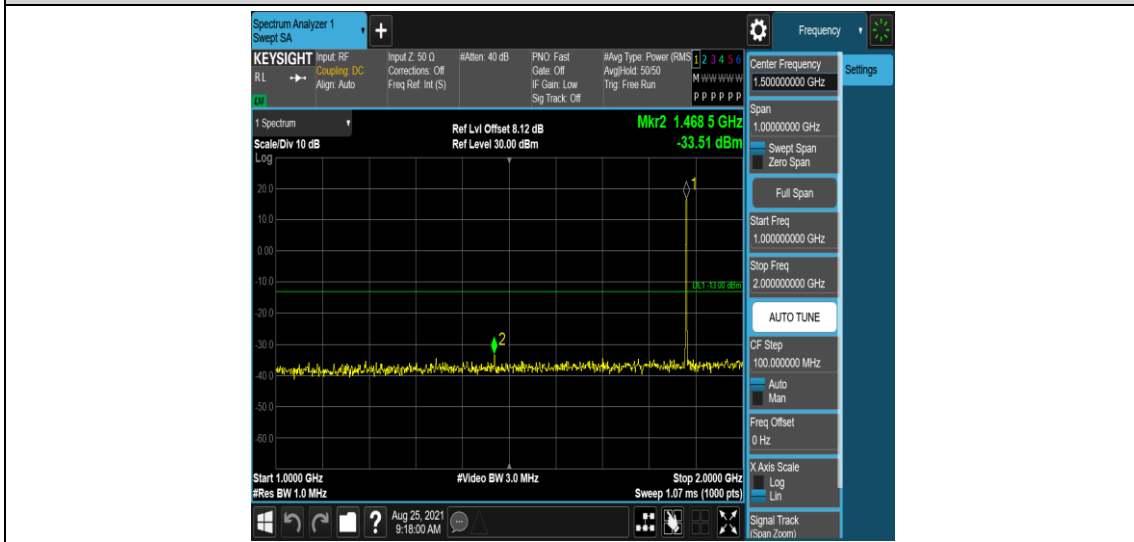 Spectrum Analyzer 1
Swept SA
Frequency
KEYSIGHT
RL
LXI
Input: RF
Coupling: DC
Align: Auto
Input Z: 50 Ω
Corrections: Off
Freq Ref: Int (S)
#Atten: 40 dB
PNO: Fast
Gate: Off
IF Gain: Low
Sig Track: Off
#Avg Type: Power (RMS
Avg|Hold: 50/50
Trig: Free Run
1 2 3 4 5 6
M W W W W W
P P P P P P
1 Spectrum
Scale/Div 10 dB
Log
Ref Lvl Offset 8.12 dB
Ref Level 30.00 dBm
Mkr2 1.468 5 GHz
-33.51 dBm
20.0
10.0
0.00
-10.0
-20.0
-30.0
-40.0
-50.0
-60.0
1
2
DL1 -13.00 dBm
Start 1.0000 GHz
#Res BW 1.0 MHz
#Video BW 3.0 MHz
Stop 2.0000 GHz
Sweep 1.07 ms (1000 pts)
Aug 25, 2021
9:18:00 AM
Center Frequency
1.500000000 GHz
Settings
Span
1.00000000 GHz
Swept Span
Zero Span
Full Span
Start Freq
1.000000000 GHz
Stop Freq
2.000000000 GHz
AUTO TUNE
CF Step
100.000000 MHz
Auto
Man
Freq Offset
0 Hz
X Axis Scale
Log
Lin
Signal Track
(Span Zoom)